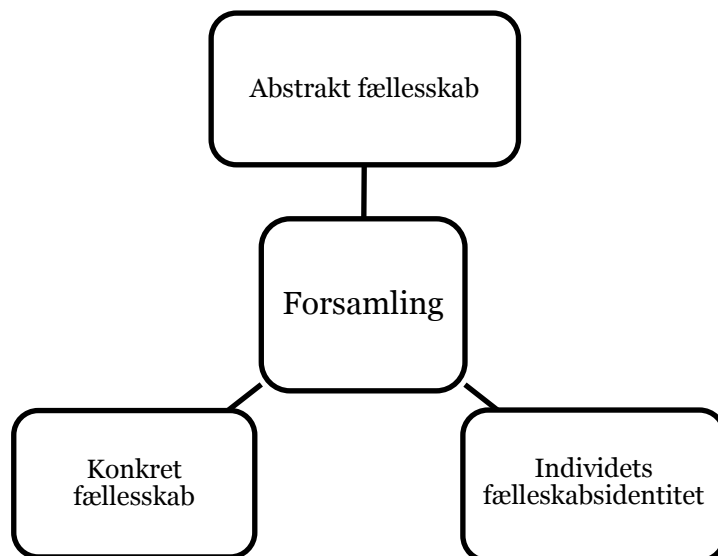 Abstrakt fællesskab
Forsamling
Konkret
fællesskab
Individets
fælleskabsidentitet